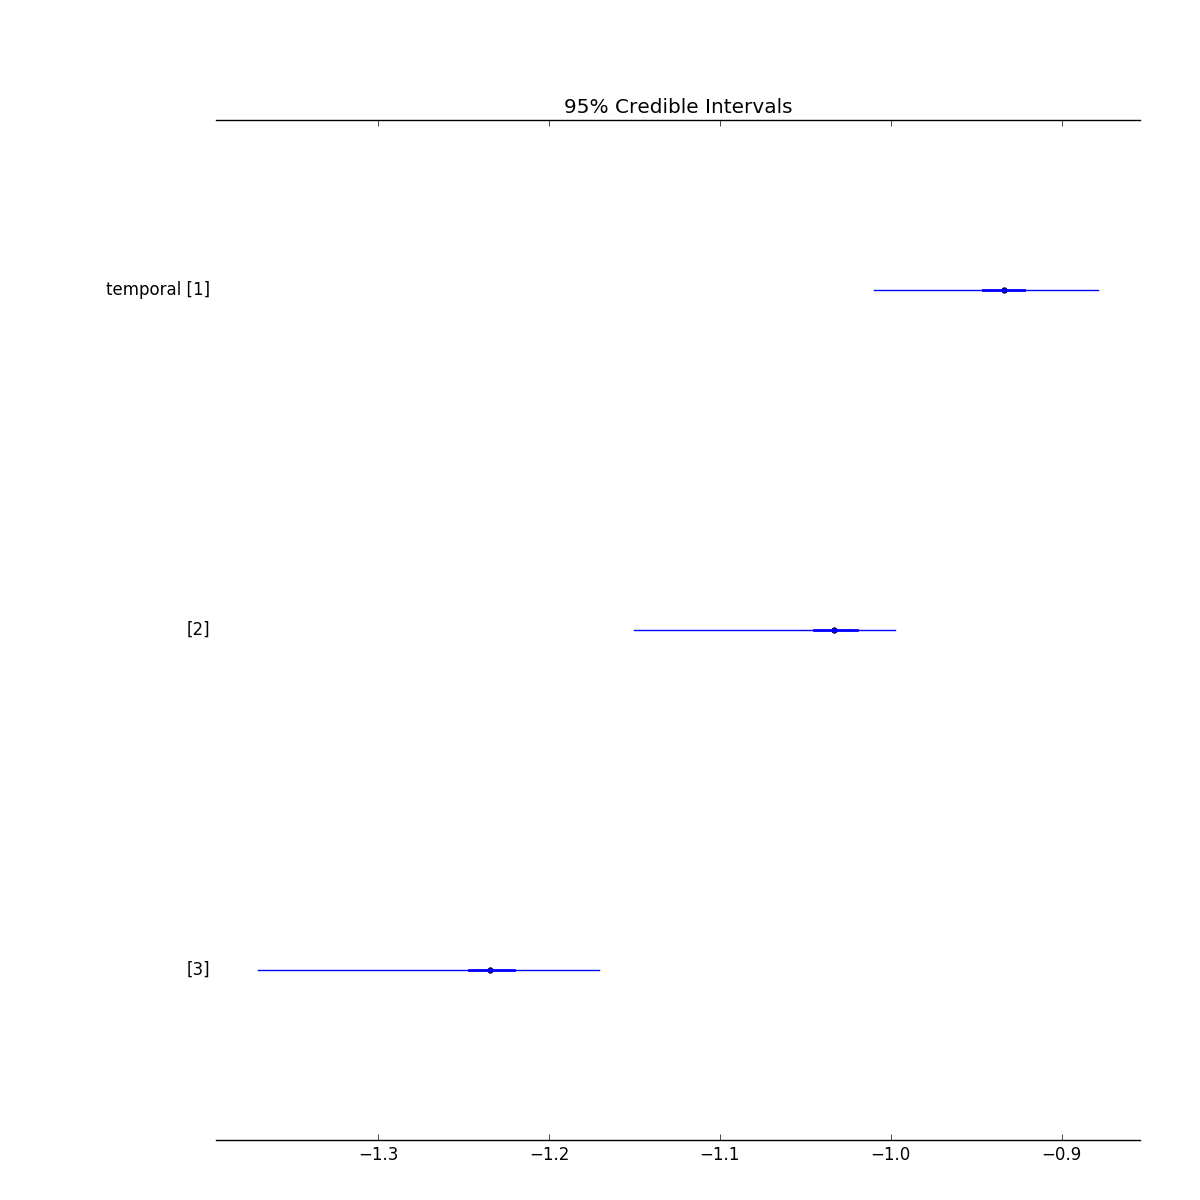 95% Credible Intervals
temporal [1]
[2]
[3]
−1.3 −1.2 −1.1 −1.0 −0.9